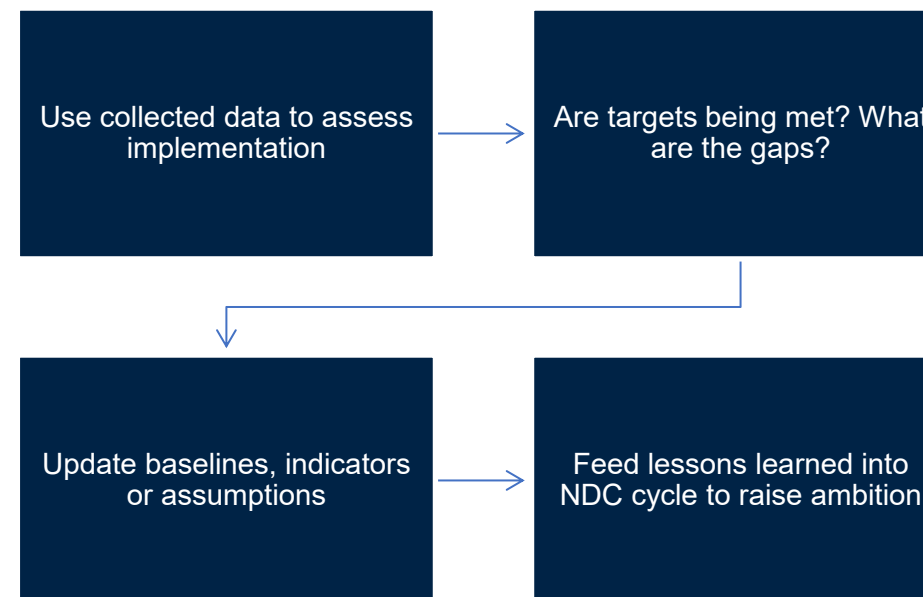 Use collected data to assess
implementation
Are targets being met? What
are the gaps?
Update baselines, indicators
or assumptions
Feed lessons learned into
NDC cycle to raise ambition